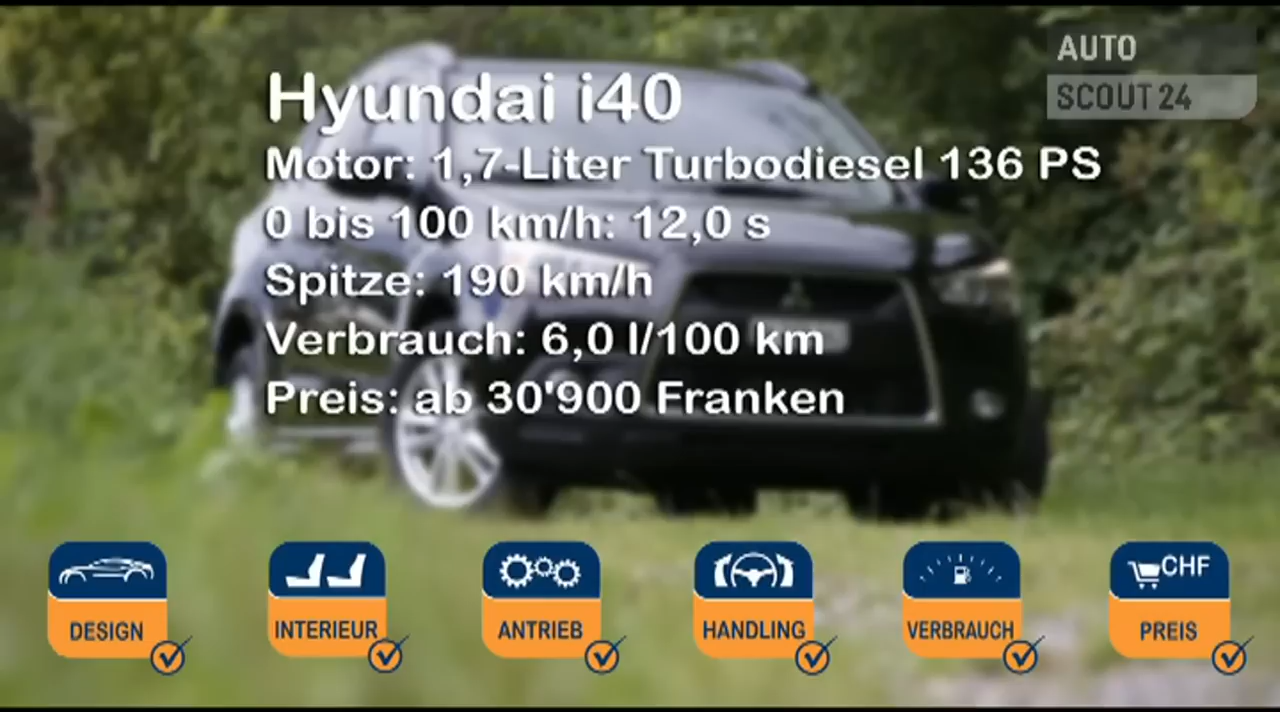 AUTO
SCOUT 24
Hyundai i40
Motor: 1,7-Liter Turbodiesel 136 PS
0 bis 100 km/h: 12,0 s
Spitze: 190 km/h
Verbrauch: 6,0 l/100 km
Preis: ab 30'900 Franken
CHF
DESIGN
INTERIEUR
ANTRIEB
HANDLING
VERBRAUCH
PREIS